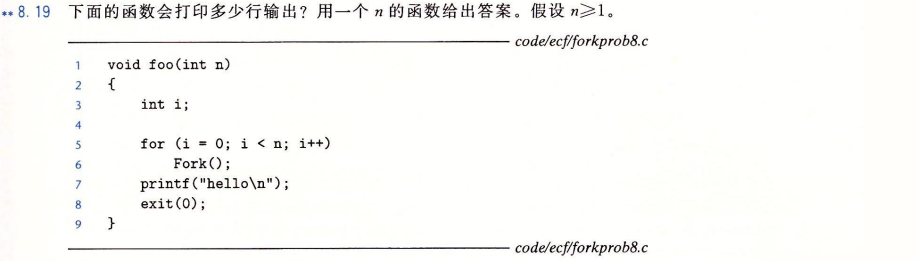 ** 8.19 下面的函数会打印多少行输出？用一个 n 的函数给出答案。假设 n⩾1。
code/ecf/forkprob8.c
1 void foo(int n)
2 {
3 int i;
4
5 for (i = 0; i < n; i++)
6 Fork();
7 printf("hello\n");
8 exit(0);
9 }
code/ecf/forkprob8.c